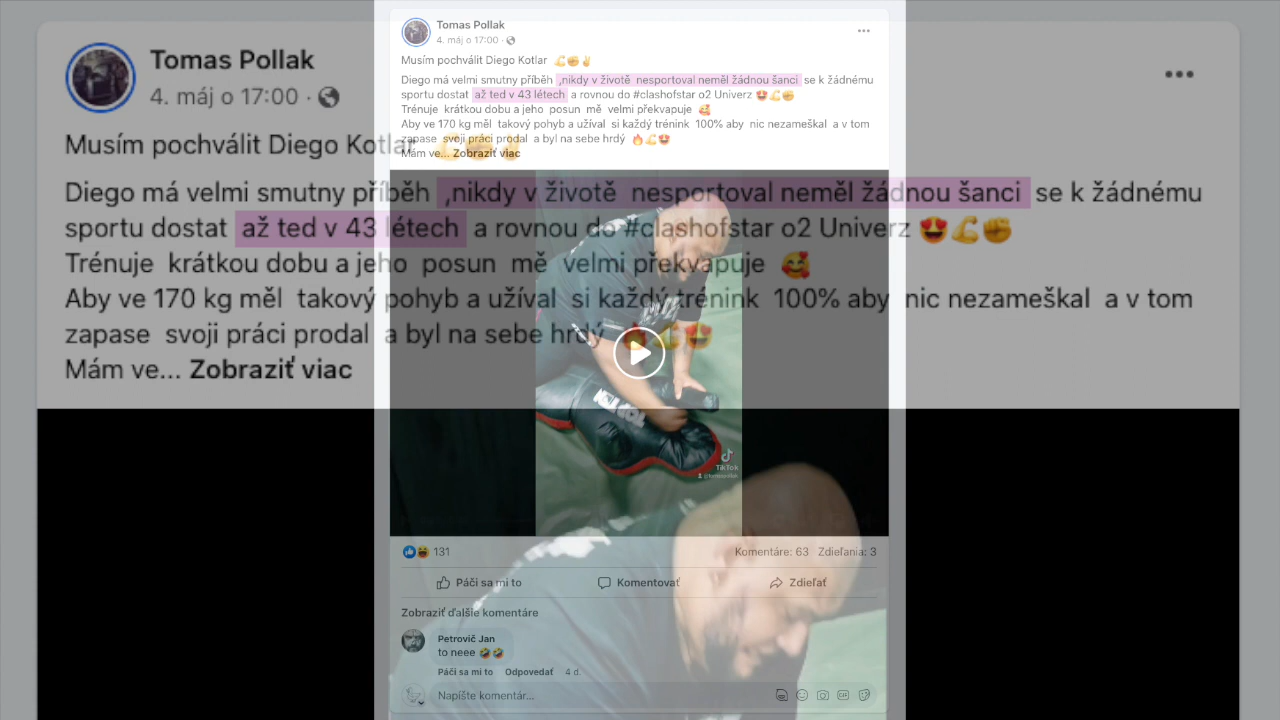 Tomas Pollak
4. máj o 17:00 ·
Musím pochválit Diego Kotlar
Diego má velmi smutny příběh ,nikdy v životě nesportoval neměl žádnou šanci se k žádnému
sportu dostat až ted v 43 létech a rovnou do #clashofstar o2 Univerz
Trénuje krátkou dobu a jeho posun mě velmi překvapuje
Aby ve 170 kg měl takový pohyb a užíval si každý trénink 100% aby nic nezameškal a v tom
zapase svoji práci prodal a byl na sebe hrdý
Mám ve... Zobraziť viac
Tomas Pollak
4. máj o 17:00 ·
Musím pochválit Diego Kotlar
Diego má velmi smutny příběh ,nikdy v životě nesportoval neměl žádnou šanci se k žádnému
sportu dostat až ted v 43 létech a rovnou do #clashofstar o2 Univerz
Trénuje krátkou dobu a jeho posun mě velmi překvapuje
Aby ve 170 kg měl takový pohyb a užíval si každý trénink 100% aby nic nezameškal a v tom
zapase svoji práci prodal a byl na sebe hrdý
Mám ve... Zobraziť viac
TikTok
131
Komentáre: 63 Zdieľania: 3
Páči sa mi to Komentovať Zdieľať
Zobraziť ďalšie komentáre
Petrovič Jan
to neee
Páči sa mi to Odpovedať 4 d.
Napíšte komentár...
GIF